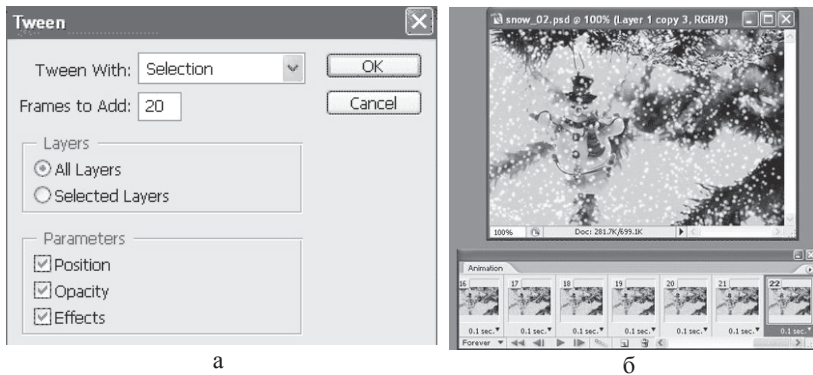 Tween
Tween With: Selection
OK
Frames to Add: 20
Cancel
Layers
All Layers
Selected Layers
Parameters
Position
Opacity
Effects
а
snow_02.psd @ 100% (Layer 1 copy 3, RGB/8)
100% Doc: 281.7K/699.1K
Animation
16 17 18 19 20 21 22
0.1 sec. 0.1 sec. 0.1 sec. 0.1 sec. 0.1 sec. 0.1 sec. 0.1 sec.
Forever
б